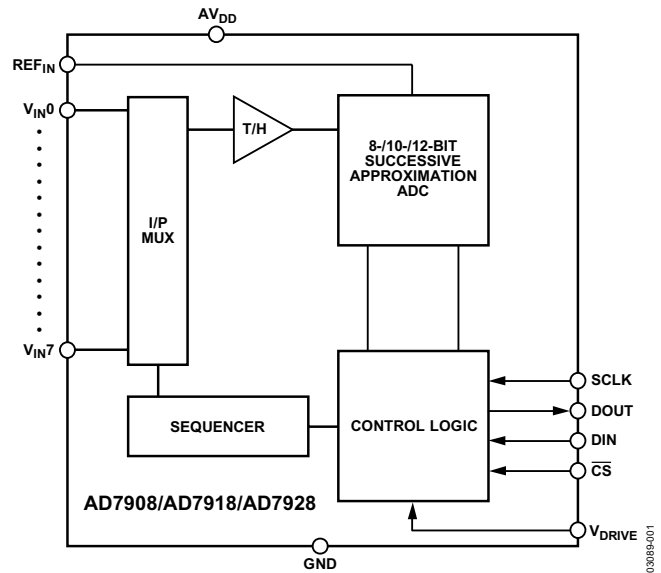 AVDD
REFIN
VIN0
T/H
8-/10-/12-BIT
SUCCESSIVE
APPROXIMATION
ADC
I/P
MUX
VIN7
SCLK
SEQUENCER
CONTROL LOGIC
DOUT
DIN
CS
AD7908/AD7918/AD7928
VDRIVE
GND
03089-001